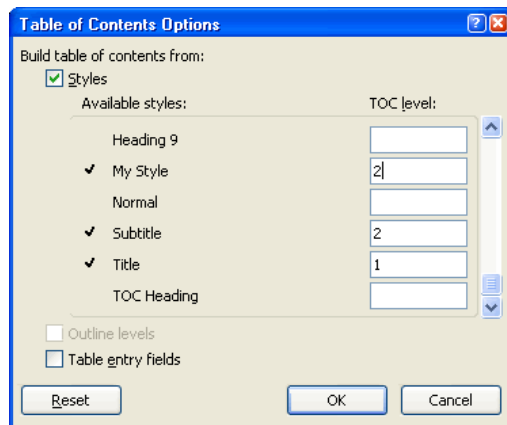 Table of Contents Options
Build table of contents from:
Styles
Available styles: TOC level:
Heading 9
My Style 2
Normal
Subtitle 2
Title 1
TOC Heading
Outline levels
Table entry fields
Reset OK Cancel